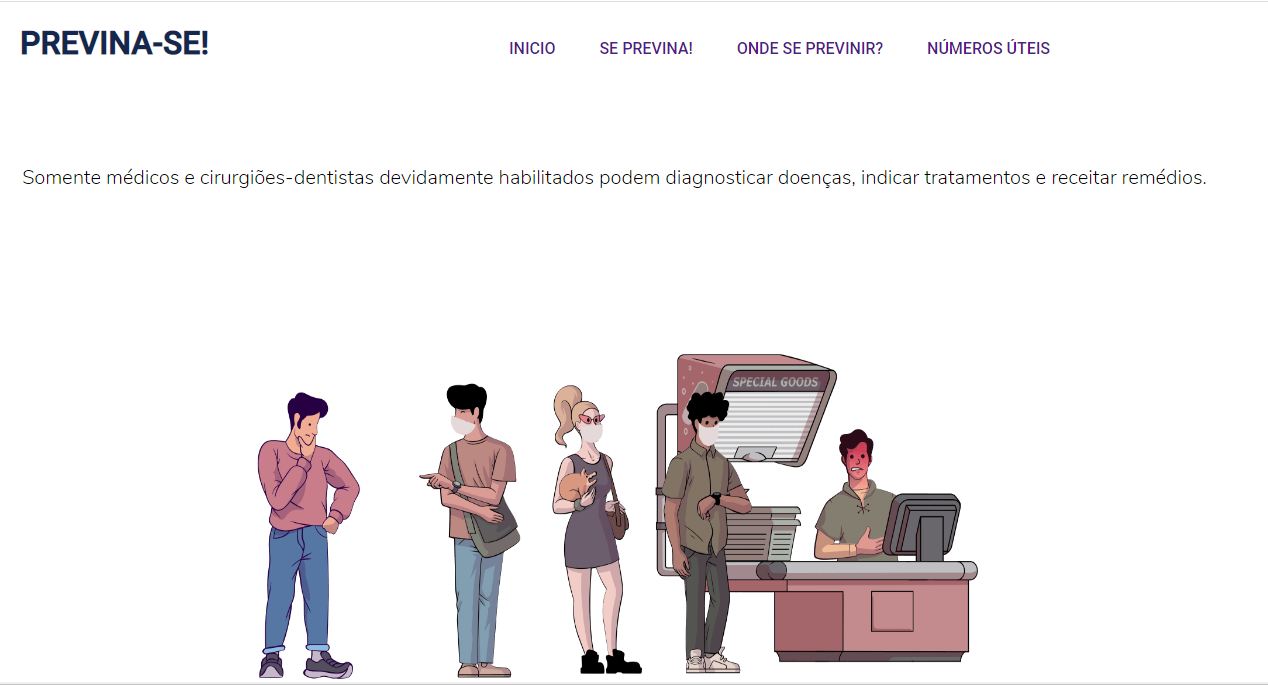 PREVINA-SE!
INICIO SE PREVINA! ONDE SE PREVINIR? NÚMEROS ÚTEIS
Somente médicos e cirurgiões-dentistas devidamente habilitados podem diagnosticar doenças, indicar tratamentos e receitar remédios.
SPECIAL GOODS